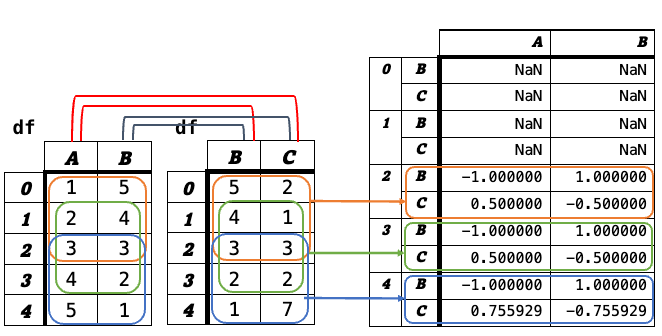 A B
0 B NaN NaN
C NaN NaN
1 B NaN NaN
C NaN NaN
2 B -1.000000 1.000000
C 0.500000 -0.500000
3 B -1.000000 1.000000
C 0.500000 -0.500000
4 B -1.000000 1.000000
C 0.755929 -0.755929
df
A B
0 1 5
1 2 4
2 3 3
3 4 2
4 5 1
df
B C
0 5 2
1 4 1
2 3 3
3 2 2
4 1 7